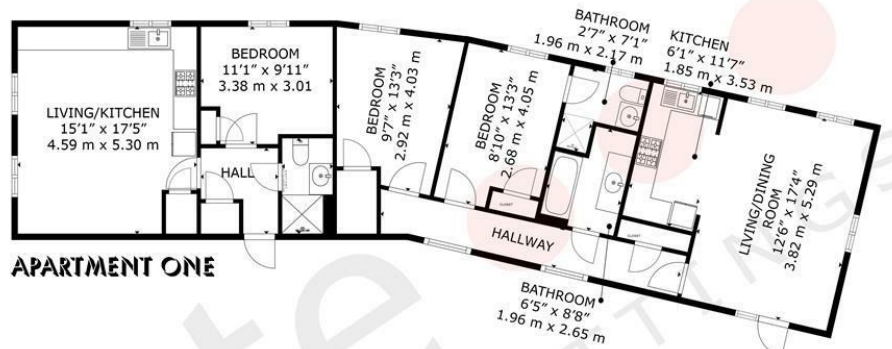 LIVING/KITCHEN
15'1" x 17'5"
4.59 m x 5.30 m
BEDROOM
11'1" x 9'11"
3.38 m x 3.01
HALL
BEDROOM
9'7" x 13'3"
2.92 m x 4.03 m
BEDROOM
8'10" x 13'3"
2.68 m x 4.05 m
BATHROOM
2'7" x 7'1"
1.96 m x 2.17 m
KITCHEN
6'1" x 11'7"
1.85 m x 3.53 m
LIVING/DINING
ROOM
12'6" x 17'4"
3.82 m x 5.29 m
CLOSET
HALLWAY
CLOSET
BATHROOM
6'5" x 8'8"
1.96 m x 2.65 m
APARTMENT ONE